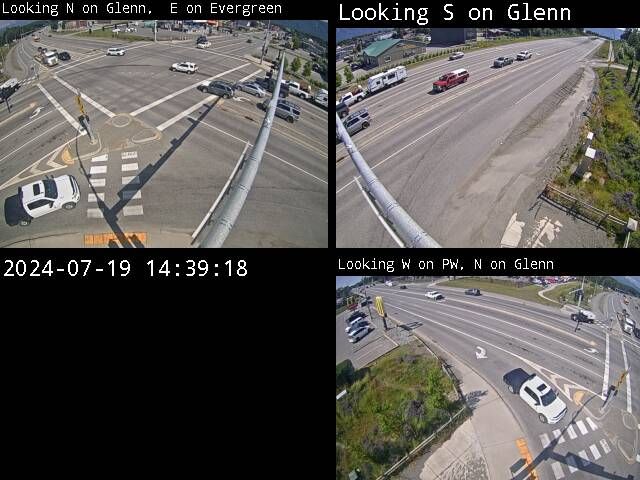 Looking N on Glenn,  E on Evergreen
Looking S on Glenn
2024-07-19 14:39:18
Looking W on PW, N on Glenn